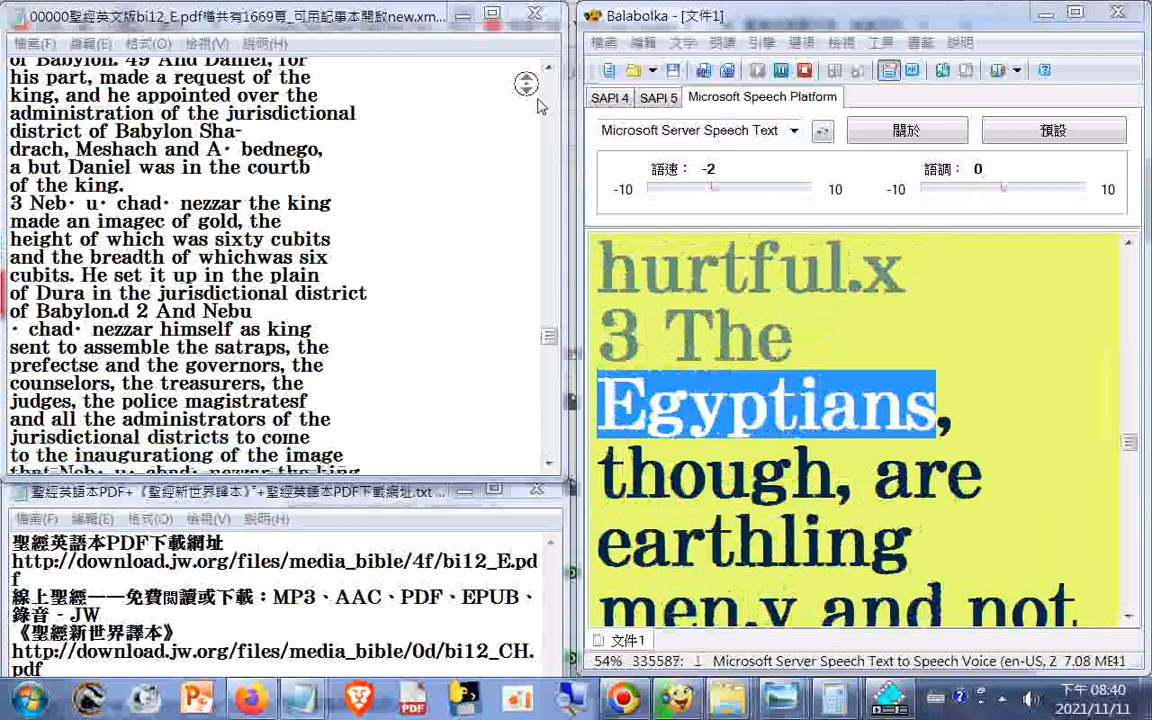 00000聖經英文版bi12_E.pdf檔共有1669頁_可用記事本開啟new.xm...
檔案(F) 編輯(E) 格式(O) 檢視(V) 說明(H)
of Babylon. 49 And Daniel, for
his part, made a request of the
king, and he appointed over the
administration of the jurisdictional
district of Babylon Sha-
drach, Meshach and A· bednego,
a but Daniel was in the courtb
of the king.
3 Neb· u· chad· nezzar the king
made an imagec of gold, the
height of which was sixty cubits
and the breadth of whichwas six
cubits. He set it up in the plain
of Dura in the jurisdictional district
of Babylon.d 2 And Nebu
· chad· nezzar himself as king
sent to assemble the satraps, the
prefectse and the governors, the
counselors, the treasurers, the
judges, the police magistratesf
and all the administrators of the
jurisdictional districts to come
to the inaugurationg of the image
that Neb· u· chad· nezzar the king
聖經英語本PDF+《聖經新世界譯本》"+聖經英語本PDF下載網址.txt ...
檔案(F) 編輯(E) 格式(O) 檢視(V) 說明(H)
聖經英語本PDF下載網址
http://download.jw.org/files/media_bible/4f/bi12_E.pd
f
線上聖經——免費閱讀或下載：MP3、AAC、PDF、EPUB、
錄音 - JW
《聖經新世界譯本》
http://download.jw.org/files/media_bible/0d/bi12_CH.
pdf
Balabolka - [文件1]
檔案 編輯 文字 朗讀 引擎 選項 檢視 工具 書籤 說明
SAPI 4 SAPI 5 Microsoft Speech Platform
Microsoft Server Speech Text 關於 預設
語速： -2 語調： 0
-10 10 -10 10
hurtful.x
3 The
Egyptians,
though, are
earthling
men,y and not
文件1
54% 335587: 1 Microsoft Server Speech Text to Speech Voice (en-US, Z 7.08 ME41
PDF
下午 08:40
2021/11/11